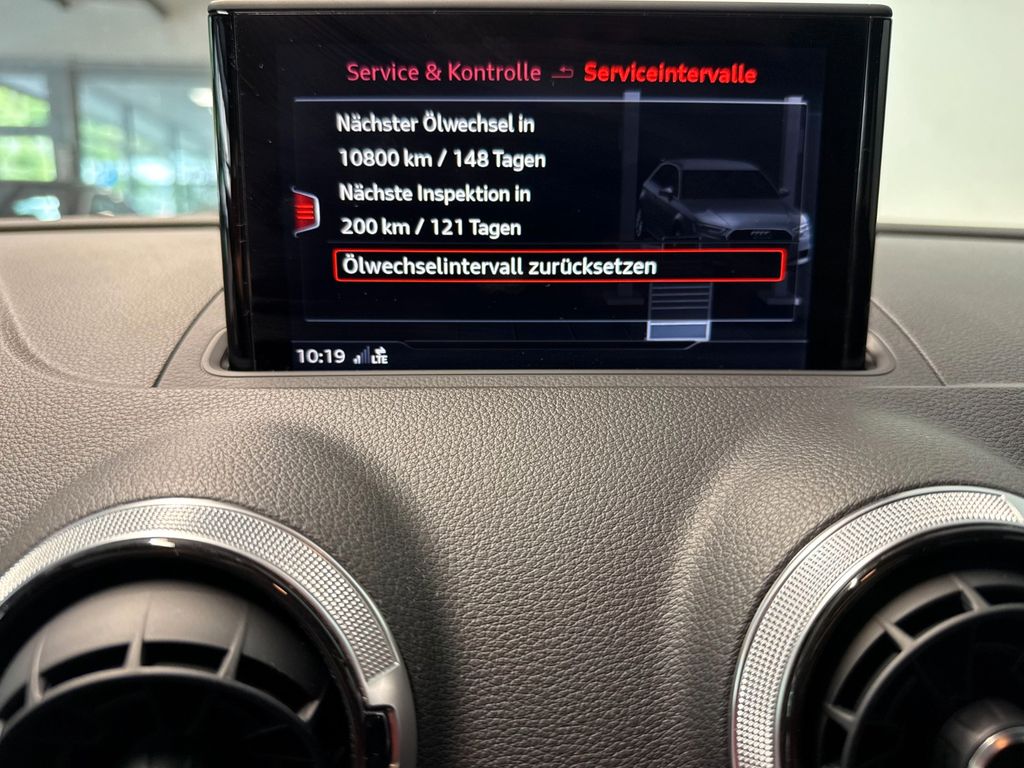 Service & Kontrolle Serviceintervalle
Nächster Ölwechsel in
10800 km / 148 Tagen
Nächste Inspektion in
200 km / 121 Tagen
Ölwechselintervall zurücksetzen
10:19 LTE